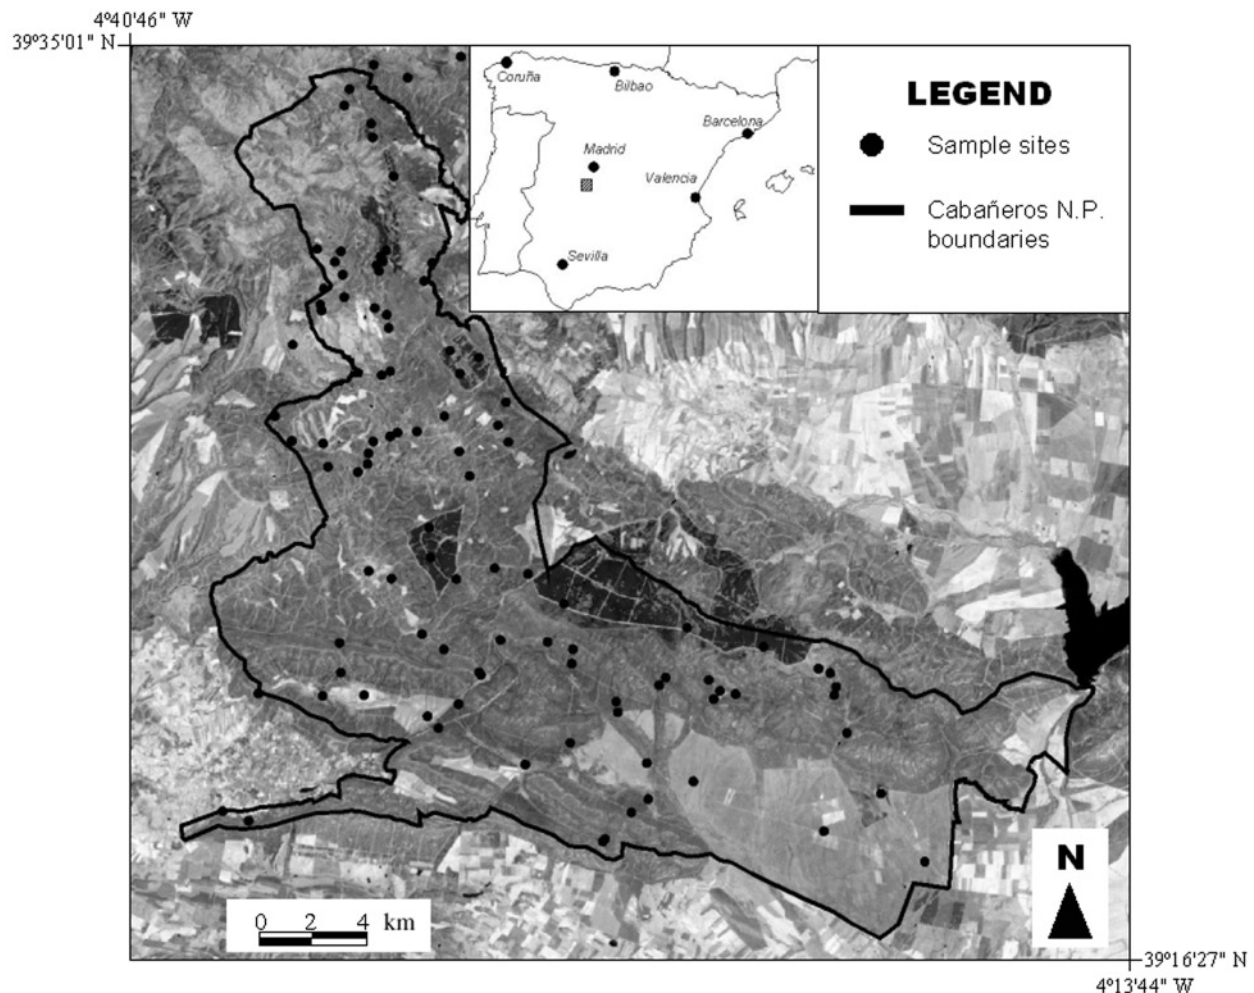 4º40'46" W
39º35'01" N
Coruña
Bilbao
Barcelona
Madrid
Valencia
Sevilla
LEGEND
Sample sites
Cabañeros N.P.
boundaries
N
0 2 4 km
39º16'27" N
4º13'44" W